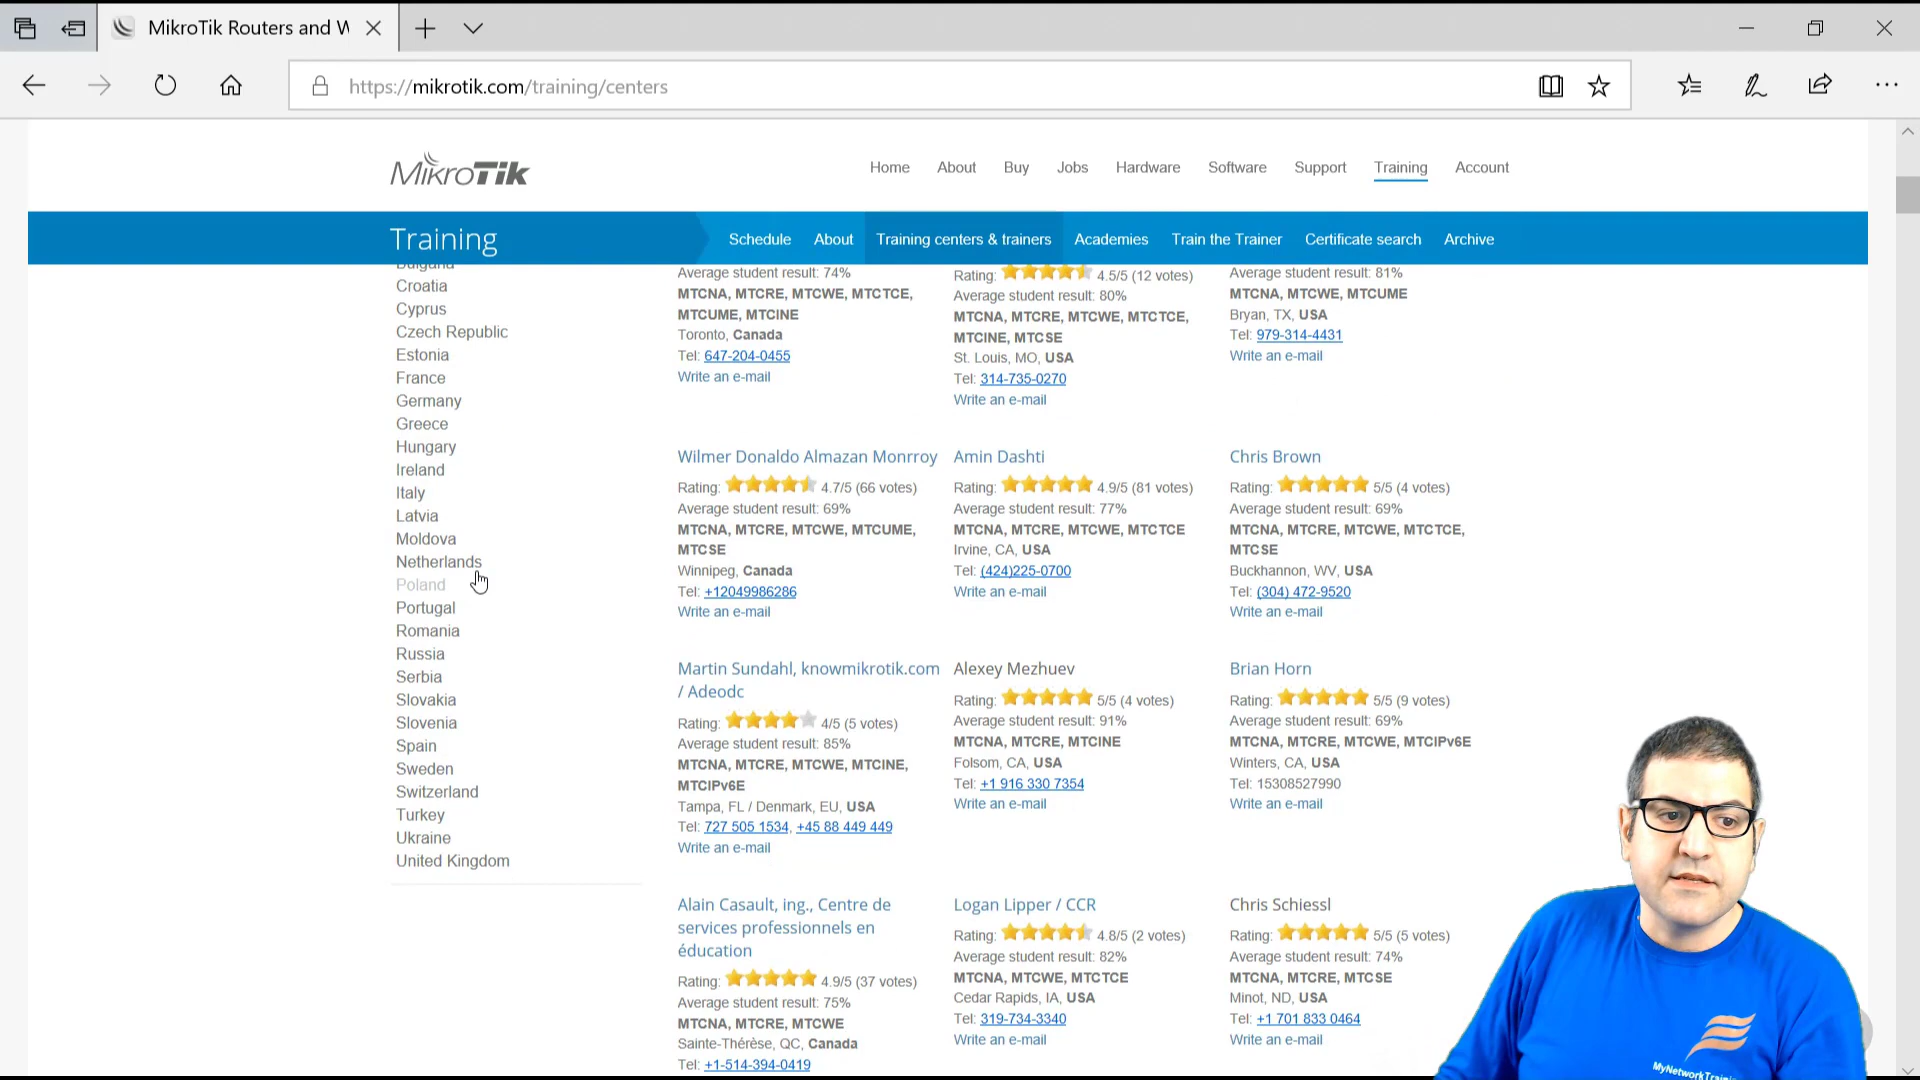 MikroTik Routers and W
https://mikrotik.com/training/centers
MikroTik
Home About Buy Jobs Hardware Software Support Training Account
Training
Schedule About Training centers & trainers Academies Train the Trainer Certificate search Archive
Bulgaria
Croatia
Cyprus
Czech Republic
Estonia
France
Germany
Greece
Hungary
Ireland
Italy
Latvia
Moldova
Netherlands
Poland
Portugal
Romania
Russia
Serbia
Slovakia
Slovenia
Spain
Sweden
Switzerland
Turkey
Ukraine
United Kingdom
Average student result: 74%
MTCNA, MTCRE, MTCWE, MTCTCE,
MTCUME, MTCINE
Toronto, Canada
Tel: 647-204-0455
Write an e-mail
Rating: 4.5/5 (12 votes)
Average student result: 80%
MTCNA, MTCRE, MTCWE, MTCTCE,
MTCINE, MTCSE
St. Louis, MO, USA
Tel: 314-735-0270
Write an e-mail
Average student result: 81%
MTCNA, MTCWE, MTCUME
Bryan, TX, USA
Tel: 979-314-4431
Write an e-mail
Wilmer Donaldo Almazan Monrroy
Rating: 4.7/5 (66 votes)
Average student result: 69%
MTCNA, MTCRE, MTCWE, MTCUME,
MTCSE
Winnipeg, Canada
Tel: +12049986286
Write an e-mail
Amin Dashti
Rating: 4.9/5 (81 votes)
Average student result: 77%
MTCNA, MTCRE, MTCWE, MTCTCE
Irvine, CA, USA
Tel: (424)225-0700
Write an e-mail
Chris Brown
Rating: 5/5 (4 votes)
Average student result: 69%
MTCNA, MTCRE, MTCWE, MTCTCE,
MTCSE
Buckhannon, WV, USA
Tel: (304) 472-9520
Write an e-mail
Martin Sundahl, knowmikrotik.com
/ Adeodc
Rating: 4/5 (5 votes)
Average student result: 85%
MTCNA, MTCRE, MTCWE, MTCINE,
MTCIPv6E
Tampa, FL / Denmark, EU, USA
Tel: 727 505 1534, +45 88 449 449
Write an e-mail
Alexey Mezhuev
Rating: 5/5 (4 votes)
Average student result: 91%
MTCNA, MTCRE, MTCINE
Folsom, CA, USA
Tel: +1 916 330 7354
Write an e-mail
Brian Horn
Rating: 5/5 (9 votes)
Average student result: 69%
MTCNA, MTCRE, MTCWE, MTCIPv6E
Winters, CA, USA
Tel: 15308527990
Write an e-mail
Alain Casault, ing., Centre de
services professionnels en
éducation
Rating: 4.9/5 (37 votes)
Average student result: 75%
MTCNA, MTCRE, MTCWE
Sainte-Thérèse, QC, Canada
Tel: +1-514-394-0419
Logan Lipper / CCR
Rating: 4.8/5 (2 votes)
Average student result: 82%
MTCNA, MTCWE, MTCTCE
Cedar Rapids, IA, USA
Tel: 319-734-3340
Write an e-mail
Chris Schiessl
Rating: 5/5 (5 votes)
Average student result: 74%
MTCNA, MTCRE, MTCSE
Minot, ND, USA
Tel: +1 701 833 0464
Write an e-mail
MyNetworkTraini